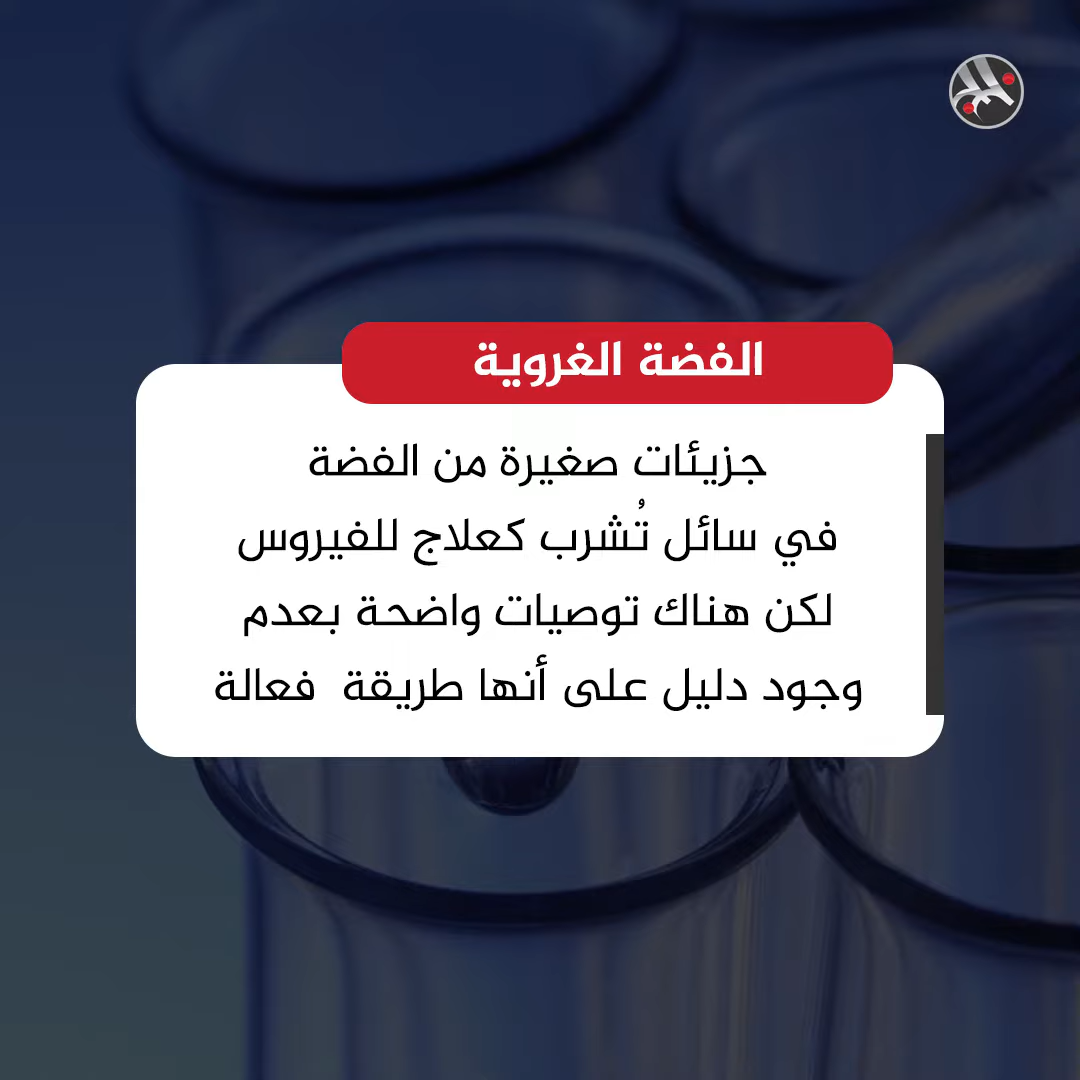 الفضة الغروية
جزيئات صغيرة من الفضة
في سائل تُشرب كعلاج للفيروس
لكن هناك توصيات واضحة بعدم
وجود دليل على أنها طريقة  فعالة